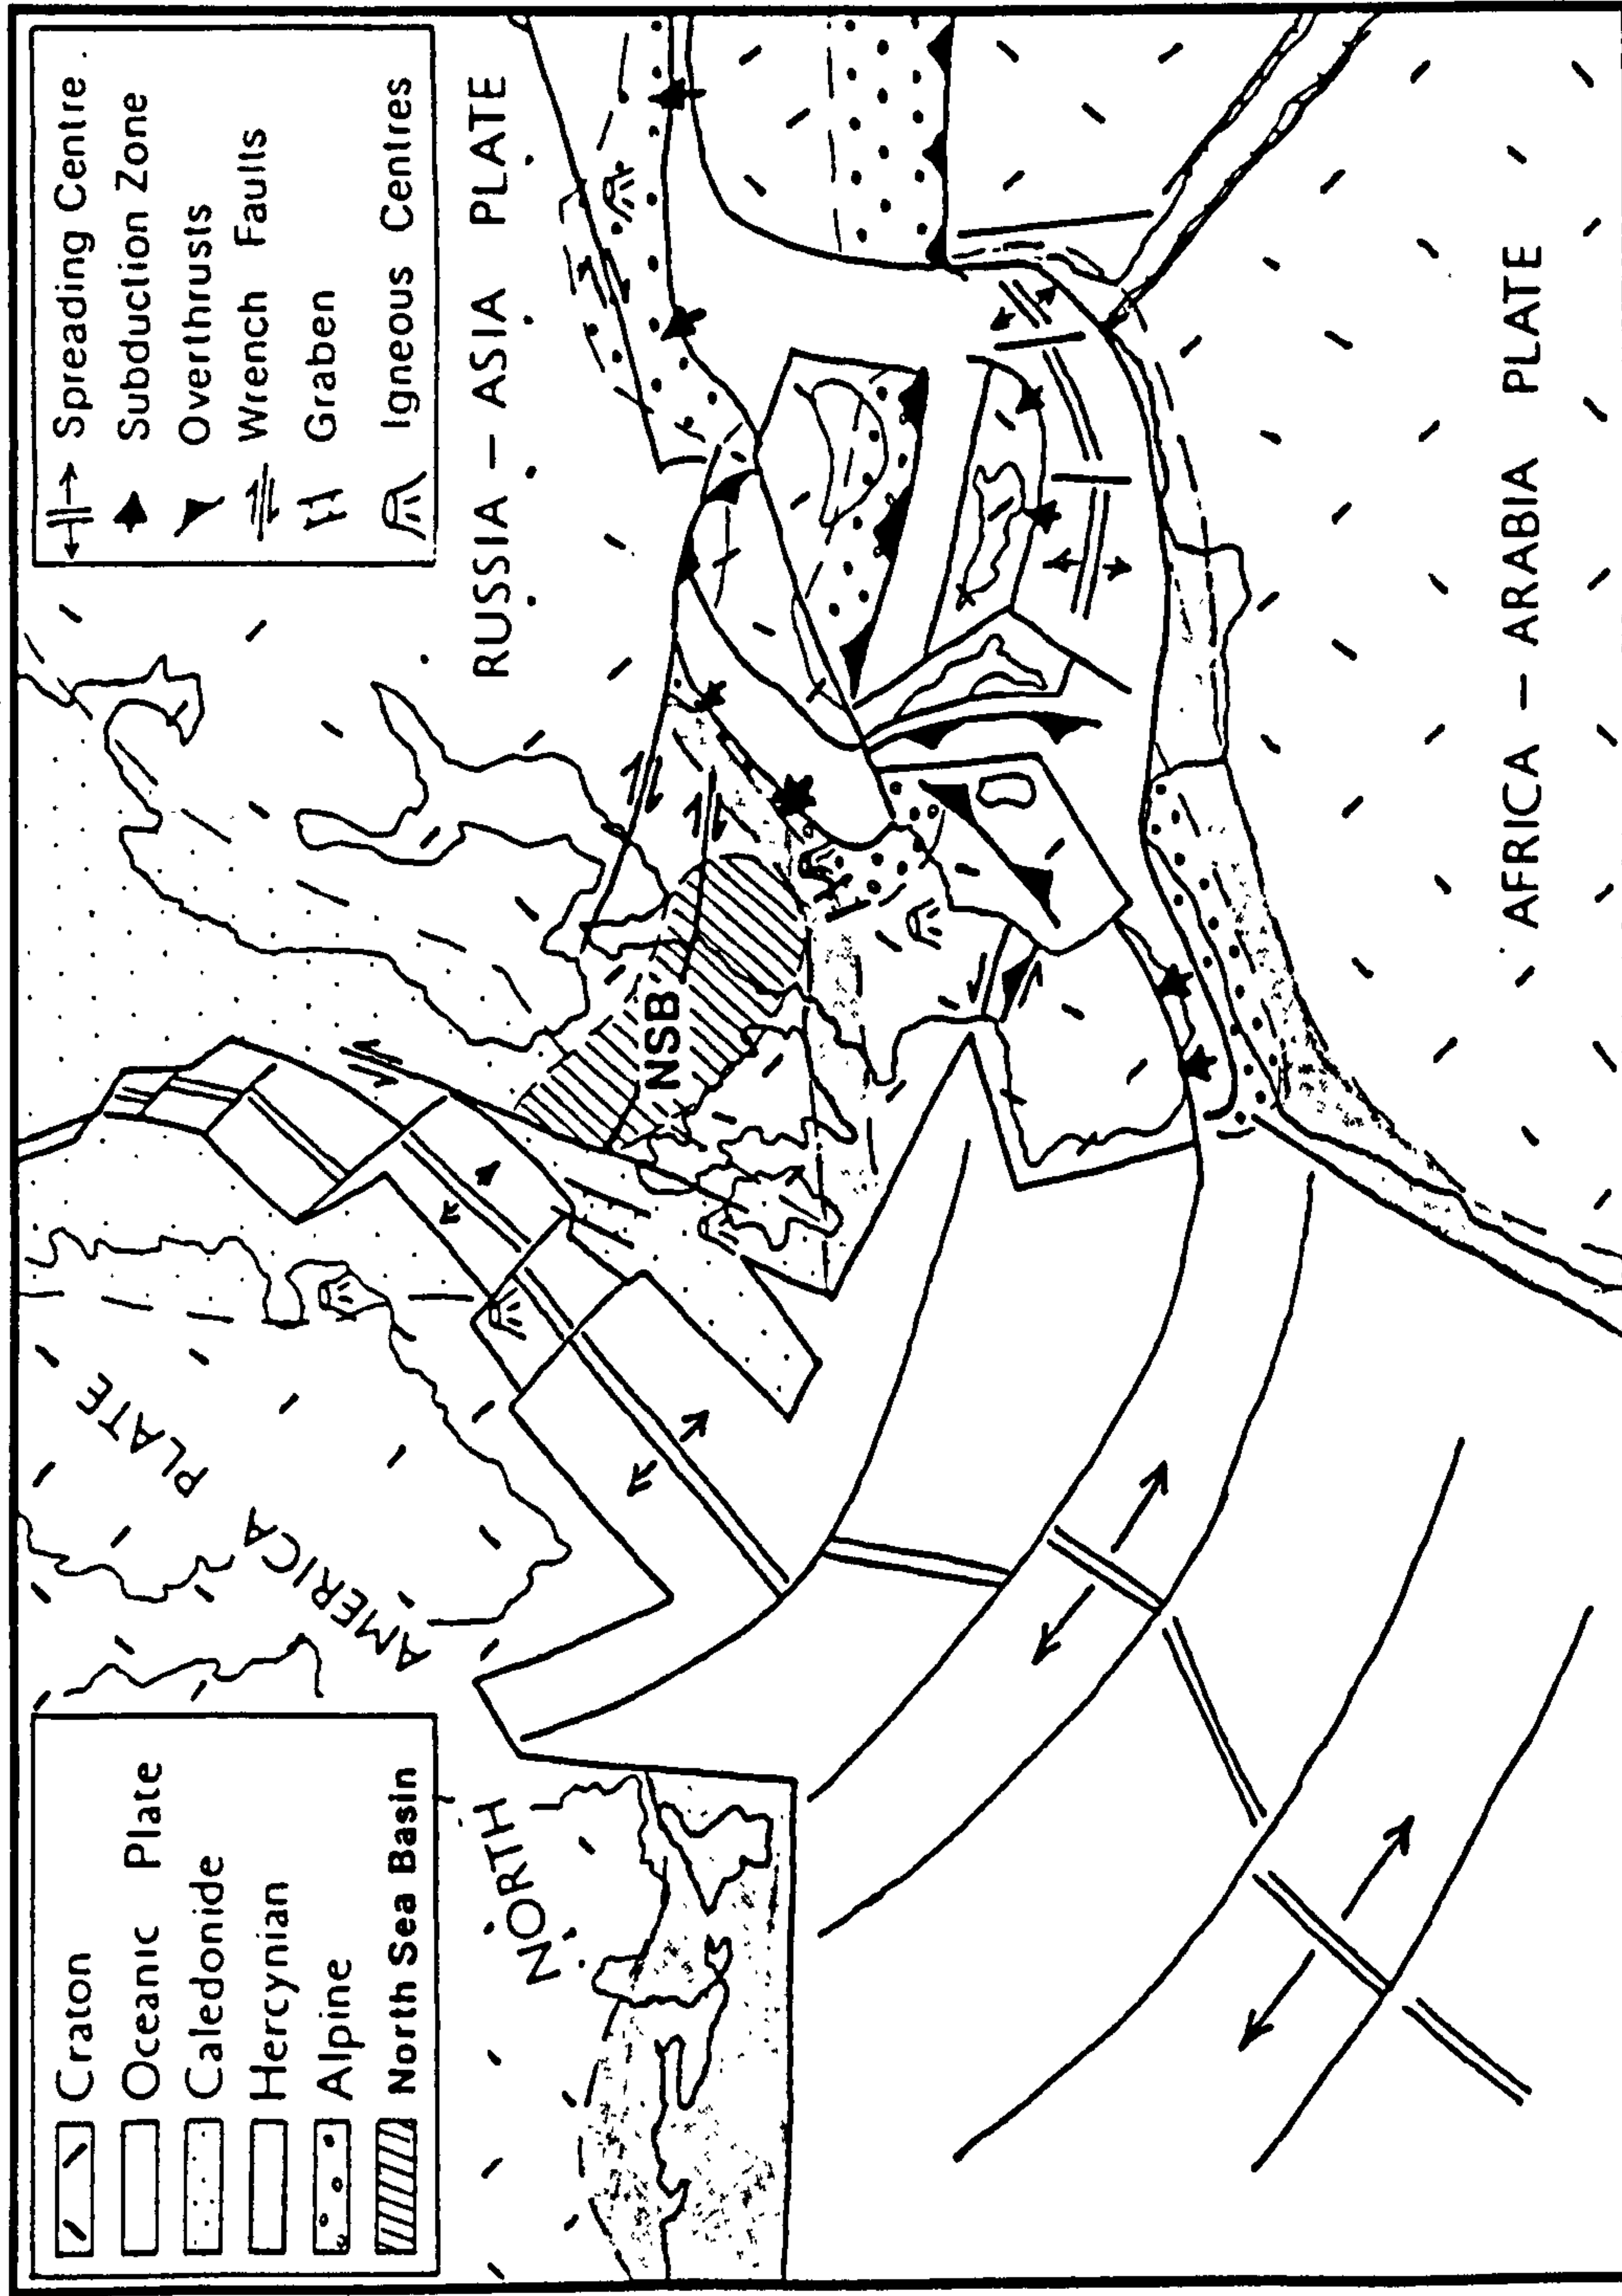 Craton
Oceanic Plate
Caledonide
Hercynian
Alpine
North Sea Basin
Spreading Centre
Subduction Zone
Overthrusts
Wrench Faults
Graben
Igneous Centres
NORTH AMERICA PLATE
RUSSIA – ASIA PLATE
NSB
AFRICA – ARABIA PLATE